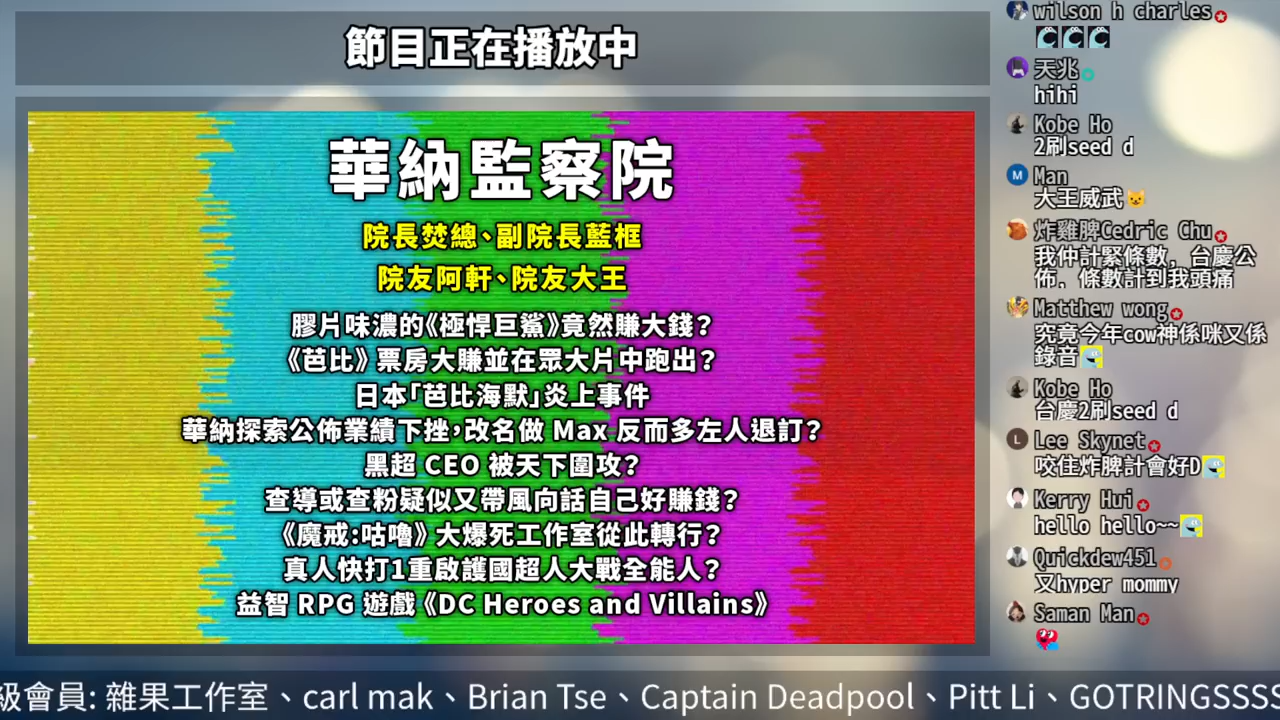 節目正在播放中
華納監察院
院長焚總、副院長藍框
院友阿軒、院友大王
膠片味濃的《極悍巨鯊》竟然賺大錢？
《芭比》票房大賺並在眾大片中跑出？
日本「芭比海默」炎上事件
華納探索公佈業績下挫，改名做 Max 反而多左人退訂？
黑超 CEO 被天下圍攻？
查導或查粉疑似又帶風向話自己好賺錢？
《魔戒:咕嚕》大爆死工作室從此轉行？
真人快打1重啟護國超人大戰全能人？
益智 RPG 遊戲《DC Heroes and Villains》
wilson h charles
天兆
hihi
Kobe Ho
2刷seed d
M Man
大王威武
炸雞脾Cedric Chu
我仲計緊條數，台慶公
佈．條數計到我頭痛
Matthew wong
究竟今年cow神係咪又係
錄音
Kobe Ho
台慶2刷seed d
L Lee Skynet
咬住炸脾計會好D
Kerry Hui
hello hello~~
Quickdew451
又hyper mommy
Saman Man
級會員: 雜果工作室、carl mak、Brian Tse、Captain Deadpool、Pitt Li、GOTRINGSSSS